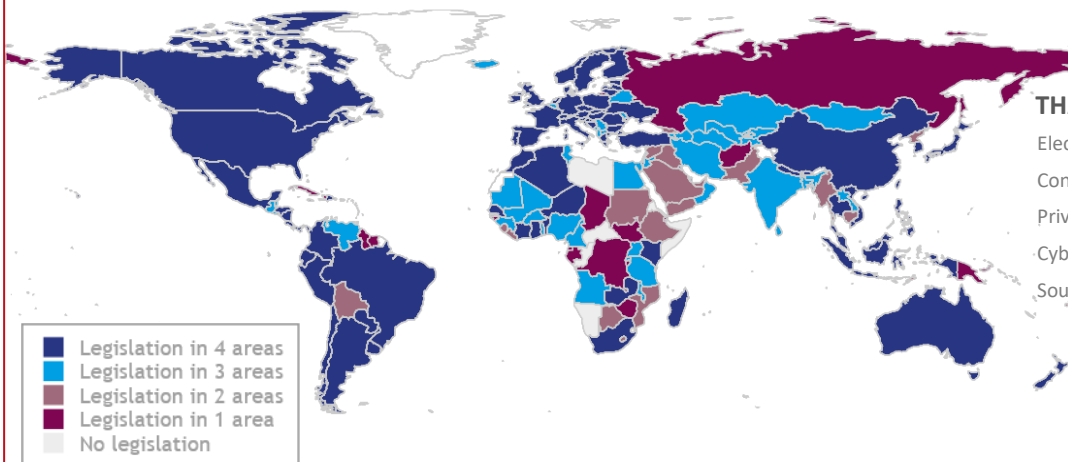 Legislation in 4 areas
Legislation in 3 areas
Legislation in 2 areas
Legislation in 1 area
No legislation